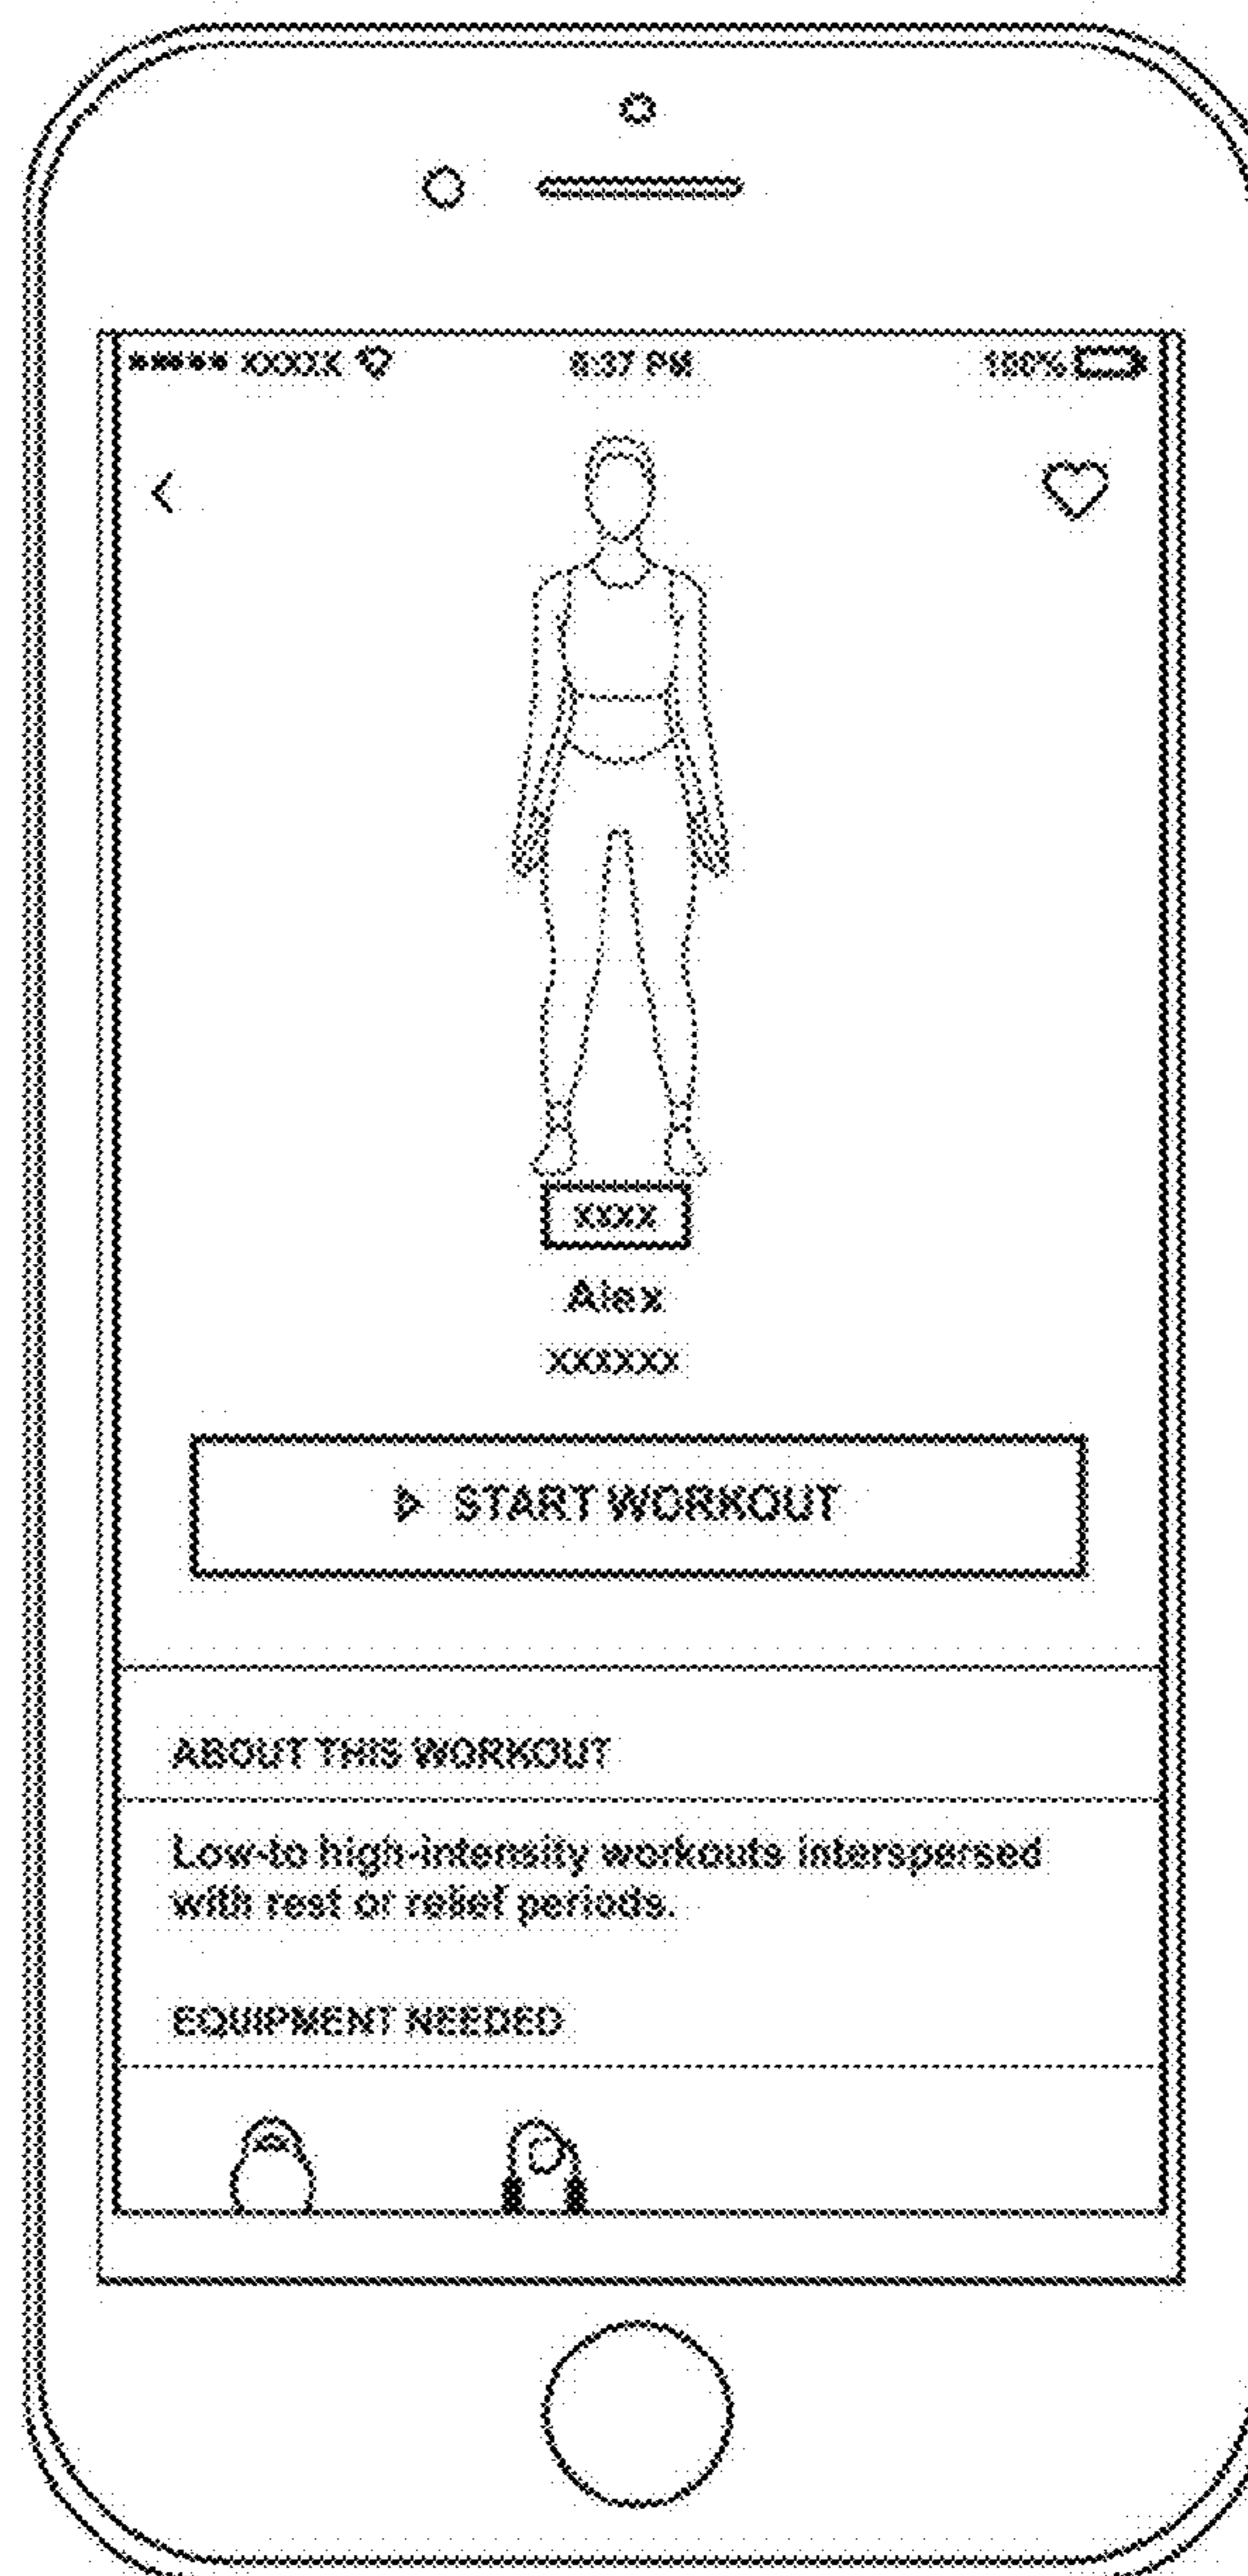 XXXXX 8:37 PM 100%
XXXX
Alex
XXXXXX
START WORKOUT
ABOUT THIS WORKOUT
Low-to high-intensity workouts interspersed
with rest or relief periods.
EQUIPMENT NEEDED